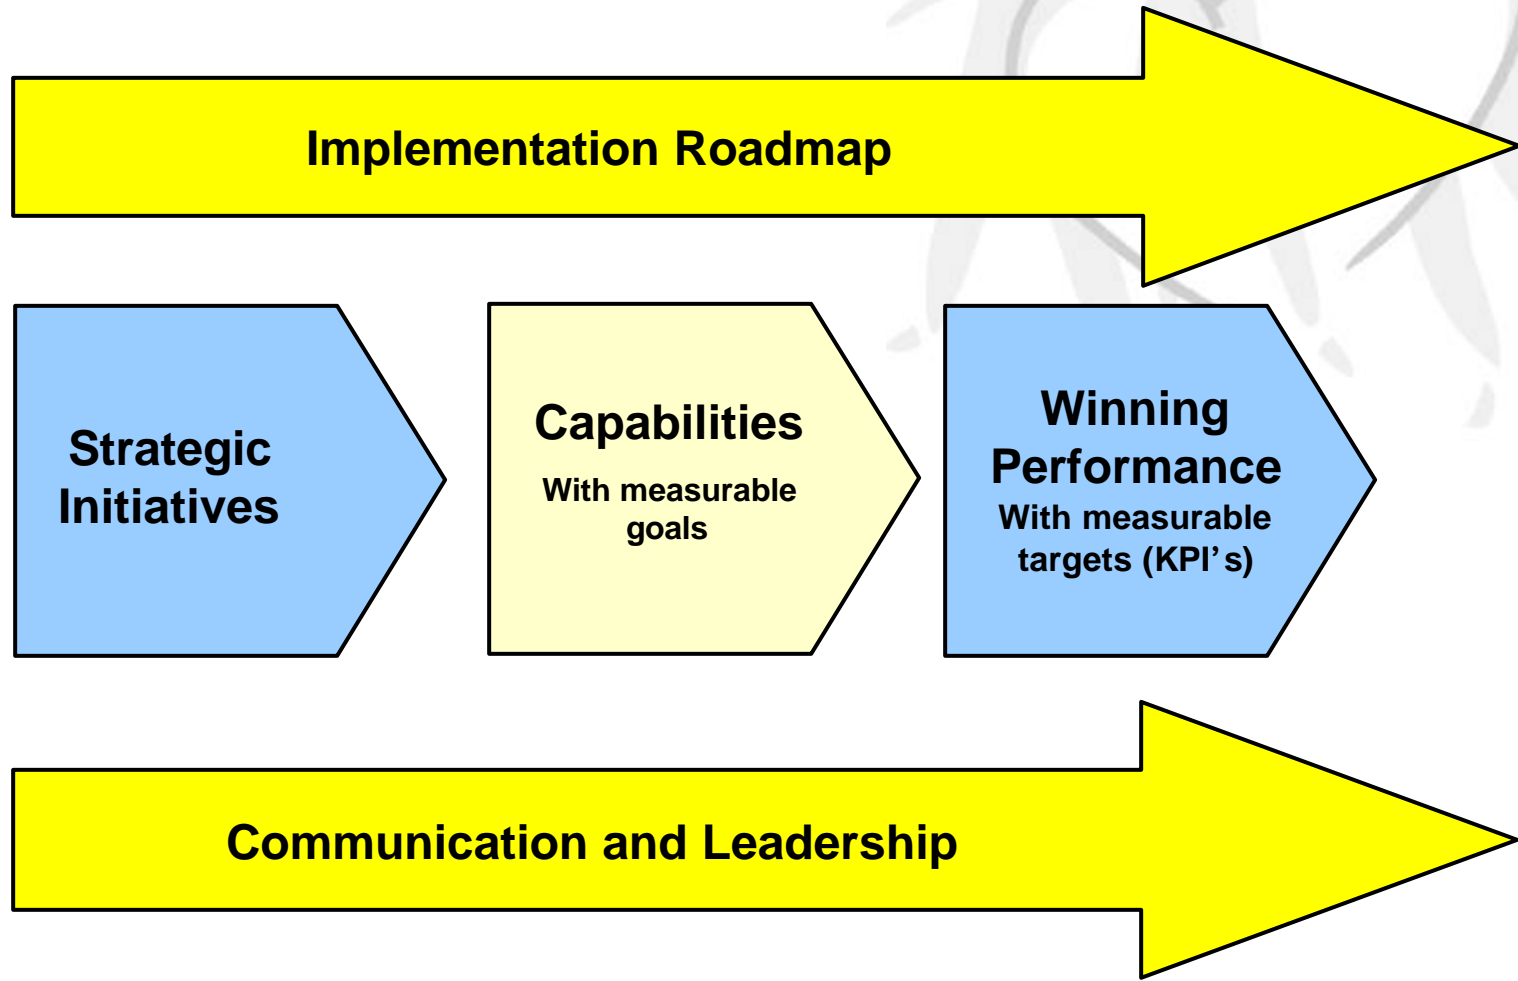 Implementation Roadmap
Strategic
Initiatives
Capabilities
With measurable
goals
Winning
Performance
With measurable
targets (KPI’s)
Communication and Leadership